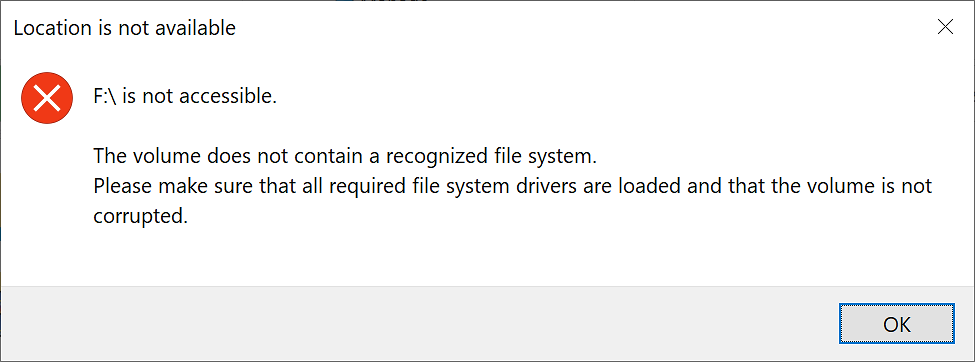 Location is not available
F:\ is not accessible.
The volume does not contain a recognized file system.
Please make sure that all required file system drivers are loaded and that the volume is not
corrupted.
OK